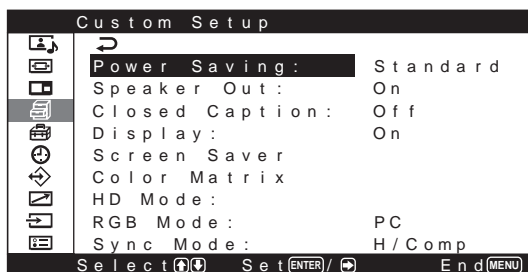 Custom Setup
Power Saving: Standard
Speaker Out: On
Closed Caption: Off
Display: On
Screen Saver
Color Matrix
HD Mode:
RGB Mode: PC
Sync Mode: H/Comp
Select Set ENTER / End MENU